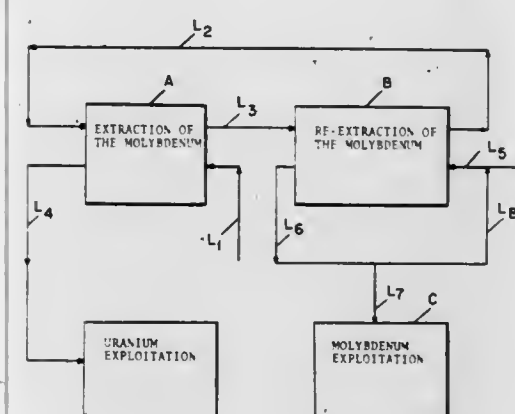 L2
A
B
EXTRACTION OF
THE MOLYBDENUM
L3
RE-EXTRACTION OF
THE MOLYBDENUM
L5
L4
L1
L6
L8
L7
C
URANIUM
EXPLOITATION
MOLYBDENUM
EXPLOITATION